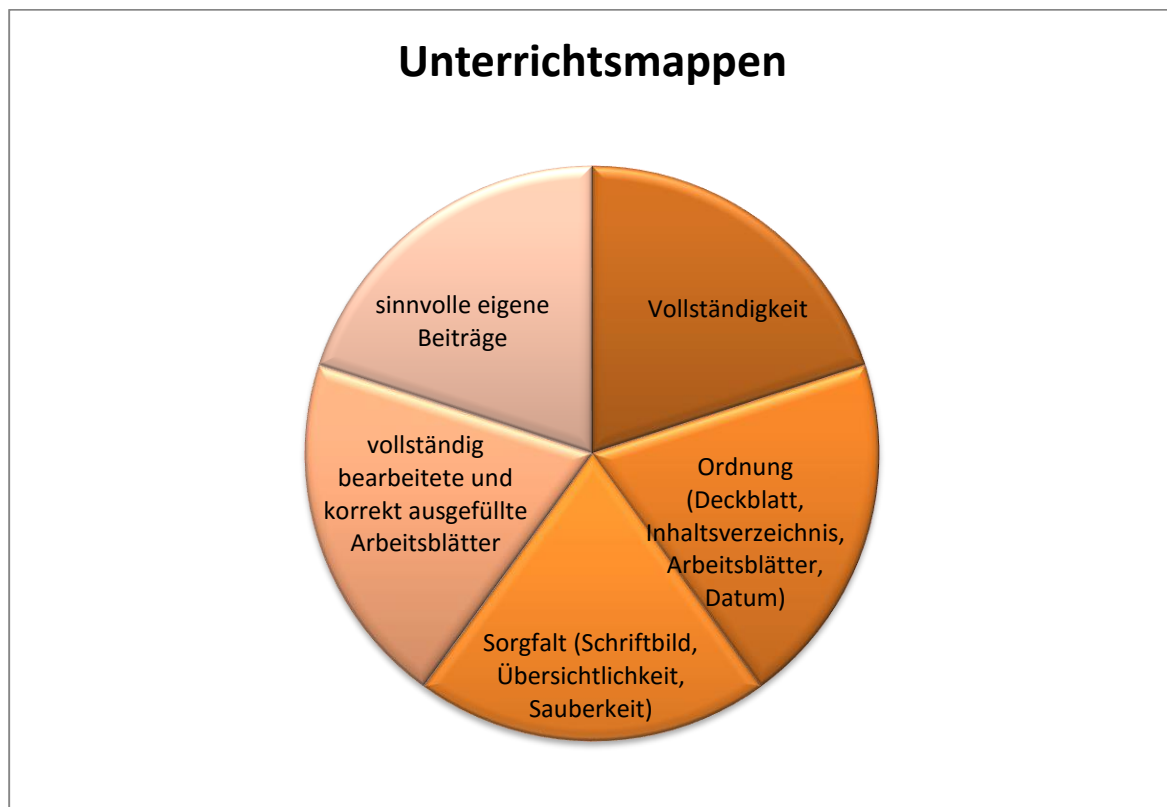 Unterrichtsmappen
Vollständigkeit
Ordnung
(Deckblatt,
Inhaltsverzeichnis,
Arbeitsblätter,
Datum)
Sorgfalt (Schriftbild,
Übersichtlichkeit,
Sauberkeit)
vollständig
bearbeitete und
korrekt ausgefüllte
Arbeitsblätter
sinnvolle eigene
Beiträge